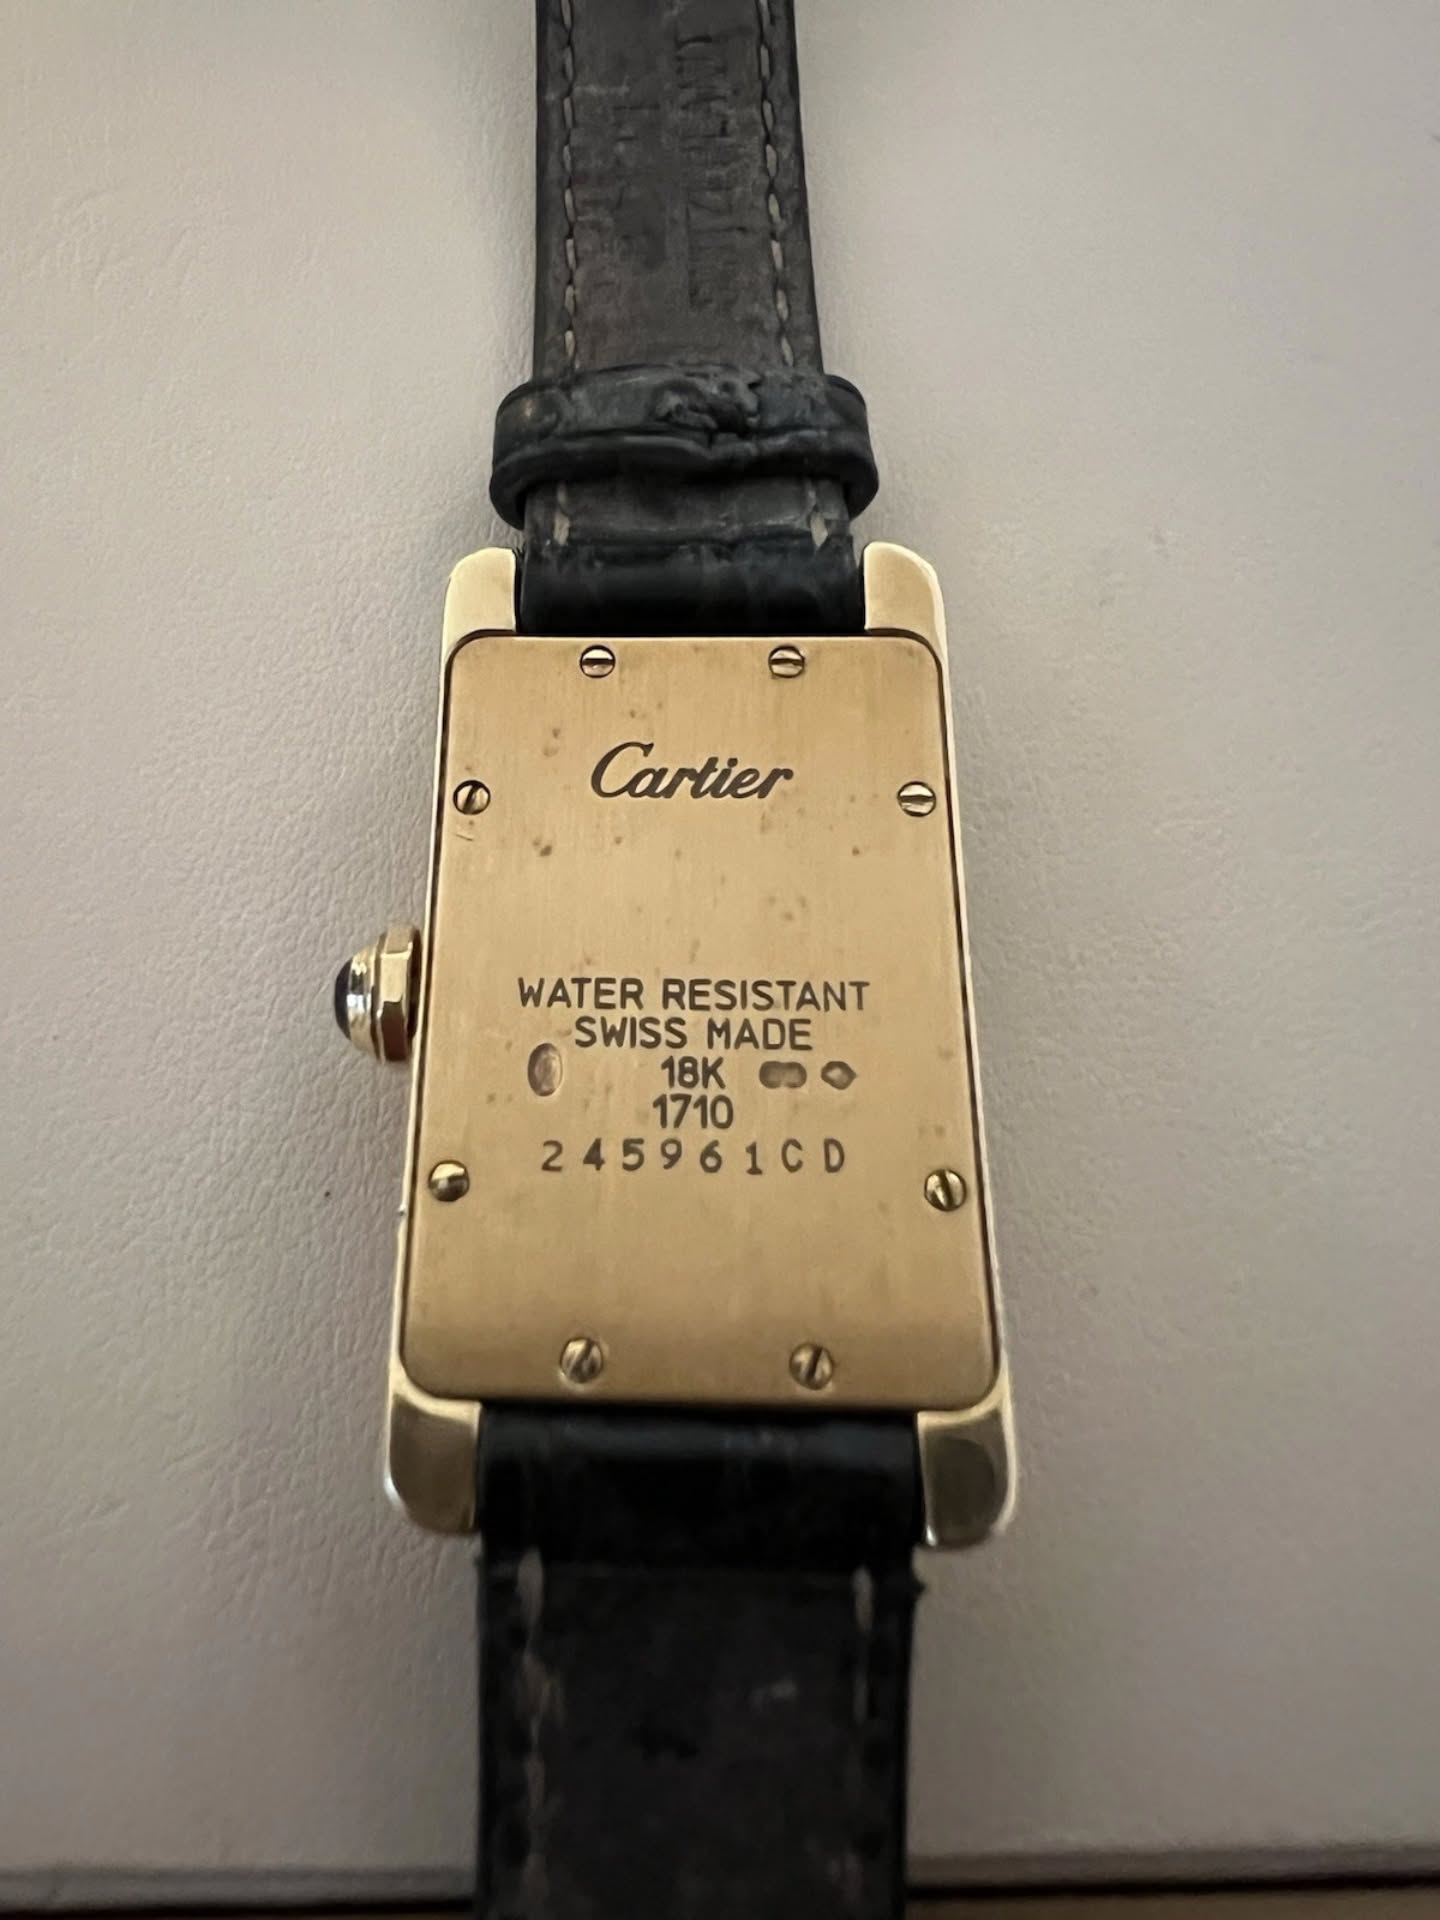 Cartier
WATER RESISTANT
SWISS MADE
18K
1710
245961CD